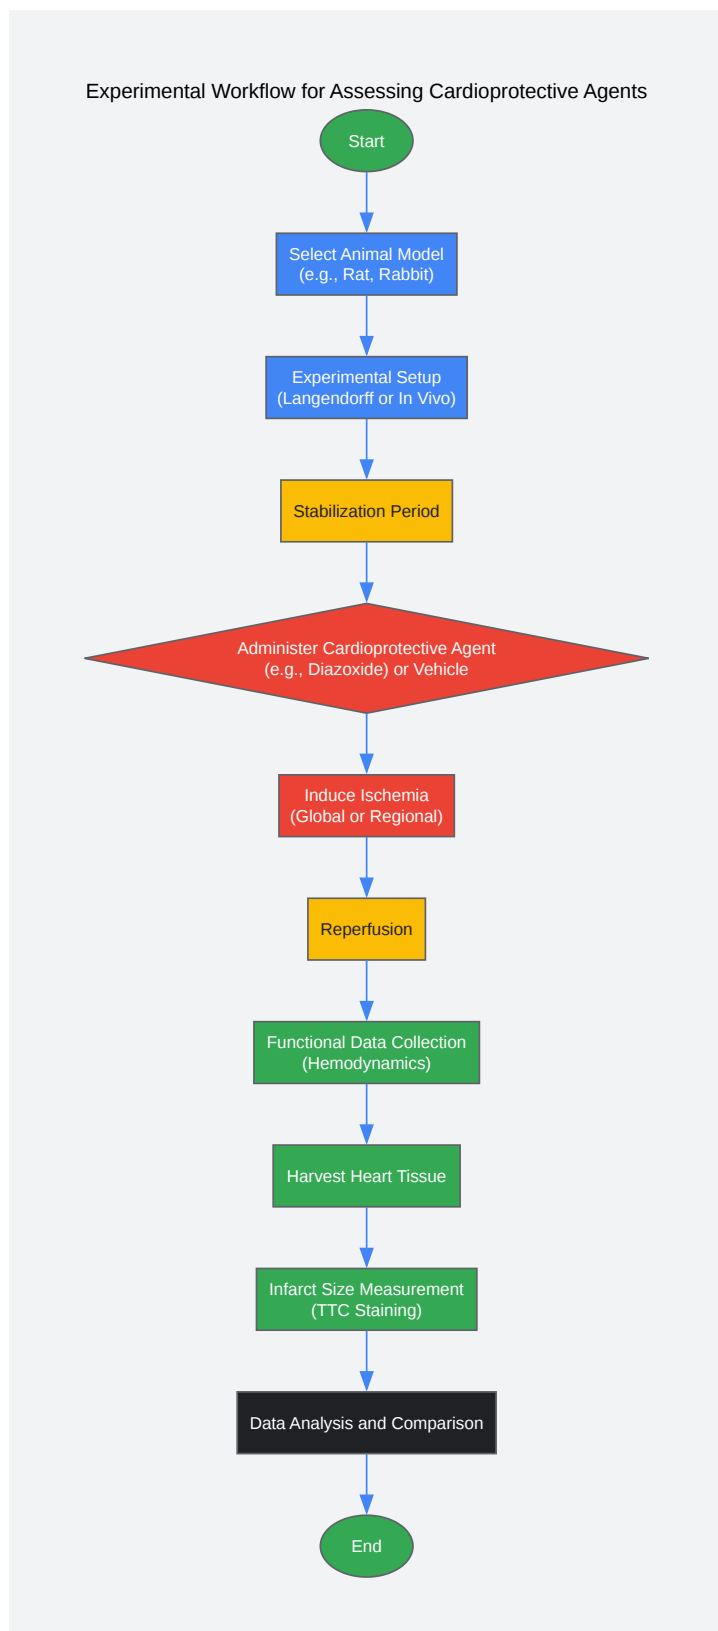 Experimental Workflow for Assessing Cardioprotective Agents
Start
Select Animal Model
(e.g., Rat, Rabbit)
Experimental Setup
(Langendorff or In Vivo)
Stabilization Period
Administer Cardioprotective Agent
(e.g., Diazoxide) or Vehicle
Induce Ischemia
(Global or Regional)
Reperfusion
Functional Data Collection
(Hemodynamics)
Harvest Heart Tissue
Infarct Size Measurement
(TTC Staining)
Data Analysis and Comparison
End